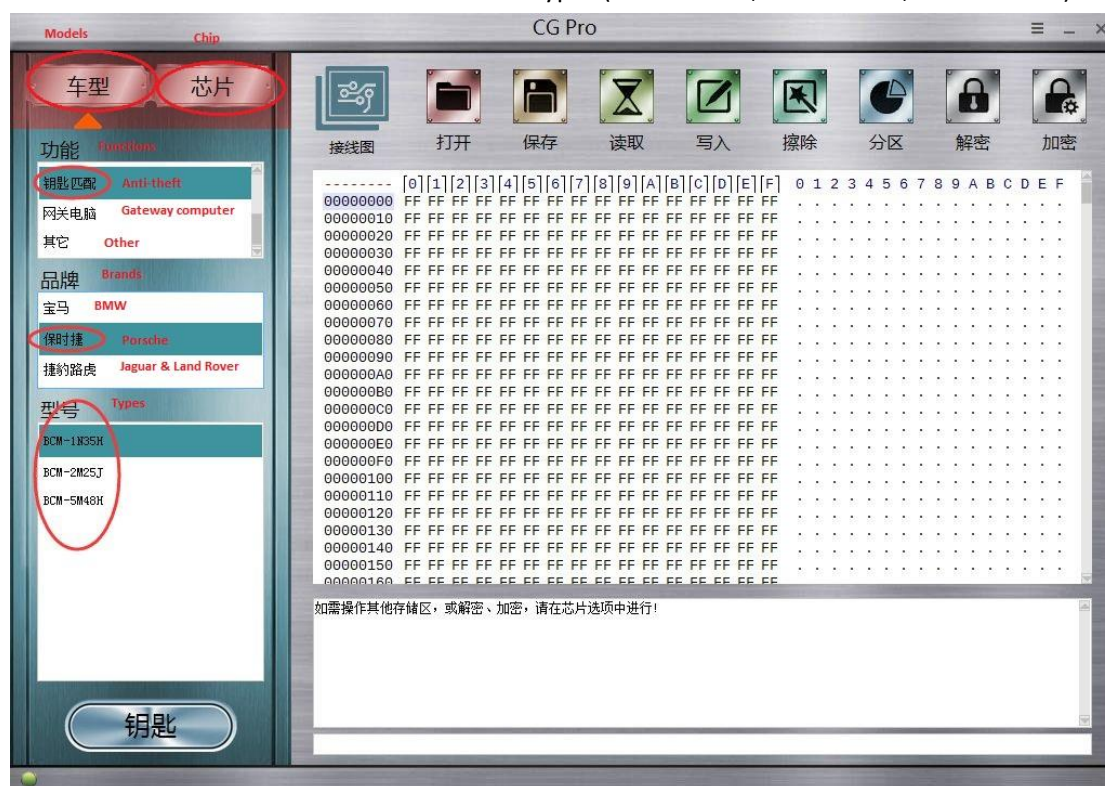 CG Pro
Models
Chip
车型
芯片
接线图
打开
保存
读取
写入
擦除
分区
解密
加密
功能 Functions
钥匙匹配 Anti-theft
网关电脑 Gateway computer
其它 Other
品牌 Brands
宝马 BMW
保时捷 Porsche
捷豹路虎 Jaguar & Land Rover
型号 Types
BCM-1N35H
BCM-2M25J
BCM-5M48H
钥匙
-------- [0][1][2][3][4][5][6][7][8][9][A][B][C][D][E][F] 0 1 2 3 4 5 6 7 8 9 A B C D E F
00000000 FF FF FF FF FF FF FF FF FF FF FF FF FF FF FF FF . . . . . . . . . . . . . . . .
00000010 FF FF FF FF FF FF FF FF FF FF FF FF FF FF FF FF . . . . . . . . . . . . . . . .
00000020 FF FF FF FF FF FF FF FF FF FF FF FF FF FF FF FF . . . . . . . . . . . . . . . .
00000030 FF FF FF FF FF FF FF FF FF FF FF FF FF FF FF FF . . . . . . . . . . . . . . . .
00000040 FF FF FF FF FF FF FF FF FF FF FF FF FF FF FF FF . . . . . . . . . . . . . . . .
00000050 FF FF FF FF FF FF FF FF FF FF FF FF FF FF FF FF . . . . . . . . . . . . . . . .
00000060 FF FF FF FF FF FF FF FF FF FF FF FF FF FF FF FF . . . . . . . . . . . . . . . .
00000070 FF FF FF FF FF FF FF FF FF FF FF FF FF FF FF FF . . . . . . . . . . . . . . . .
00000080 FF FF FF FF FF FF FF FF FF FF FF FF FF FF FF FF . . . . . . . . . . . . . . . .
00000090 FF FF FF FF FF FF FF FF FF FF FF FF FF FF FF FF . . . . . . . . . . . . . . . .
000000A0 FF FF FF FF FF FF FF FF FF FF FF FF FF FF FF FF . . . . . . . . . . . . . . . .
000000B0 FF FF FF FF FF FF FF FF FF FF FF FF FF FF FF FF . . . . . . . . . . . . . . . .
000000C0 FF FF FF FF FF FF FF FF FF FF FF FF FF FF FF FF . . . . . . . . . . . . . . . .
000000D0 FF FF FF FF FF FF FF FF FF FF FF FF FF FF FF FF . . . . . . . . . . . . . . . .
000000E0 FF FF FF FF FF FF FF FF FF FF FF FF FF FF FF FF . . . . . . . . . . . . . . . .
000000F0 FF FF FF FF FF FF FF FF FF FF FF FF FF FF FF FF . . . . . . . . . . . . . . . .
00000100 FF FF FF FF FF FF FF FF FF FF FF FF FF FF FF FF . . . . . . . . . . . . . . . .
00000110 FF FF FF FF FF FF FF FF FF FF FF FF FF FF FF FF . . . . . . . . . . . . . . . .
00000120 FF FF FF FF FF FF FF FF FF FF FF FF FF FF FF FF . . . . . . . . . . . . . . . .
00000130 FF FF FF FF FF FF FF FF FF FF FF FF FF FF FF FF . . . . . . . . . . . . . . . .
00000140 FF FF FF FF FF FF FF FF FF FF FF FF FF FF FF FF . . . . . . . . . . . . . . . .
00000150 FF FF FF FF FF FF FF FF FF FF FF FF FF FF FF FF . . . . . . . . . . . . . . . .
00000160 FF FF FF FF FF FF FF FF FF FF FF FF FF FF FF FF
如需操作其他存储区，或解密、加密，请在芯片选项中进行!